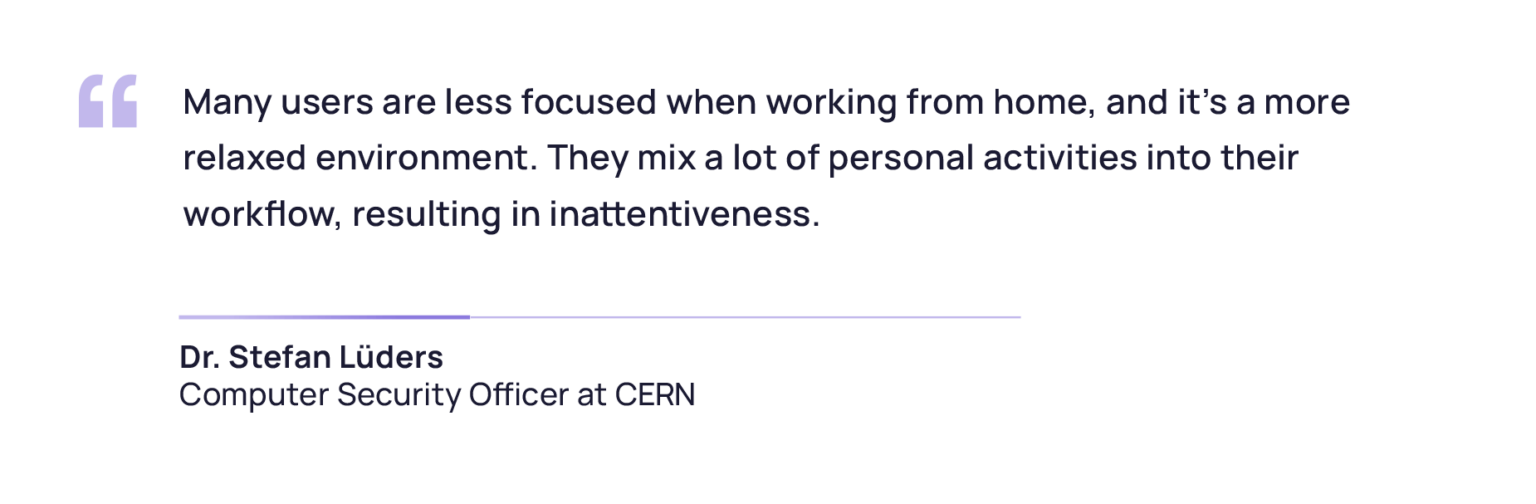 “
Many users are less focused when working from home, and it’s a more
relaxed environment. They mix a lot of personal activities into their
workflow, resulting in inattentiveness.
Dr. Stefan Lüders
Computer Security Officer at CERN